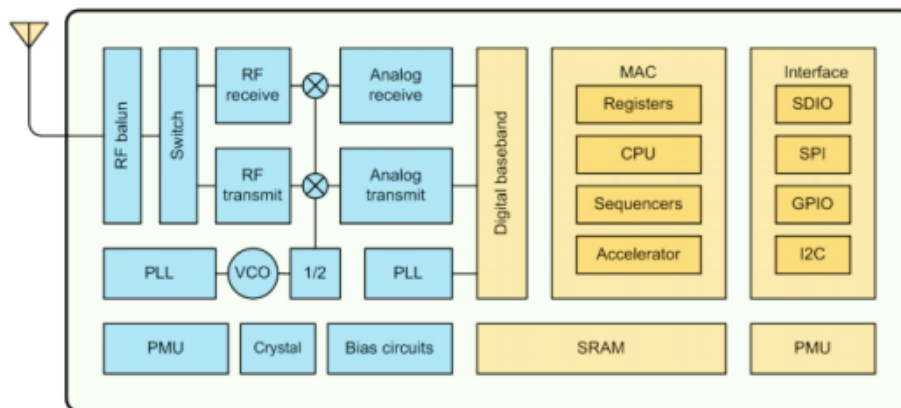 RF balun
Switch
RF
receive
Analog
receive
RF
transmit
Analog
transmit
PLL
VCO
1/2
PLL
Digital baseband
MAC
Registers
CPU
Sequencers
Accelerator
Interface
SDIO
SPI
GPIO
I2C
PMU
Crystal
Bias circuits
SRAM
PMU